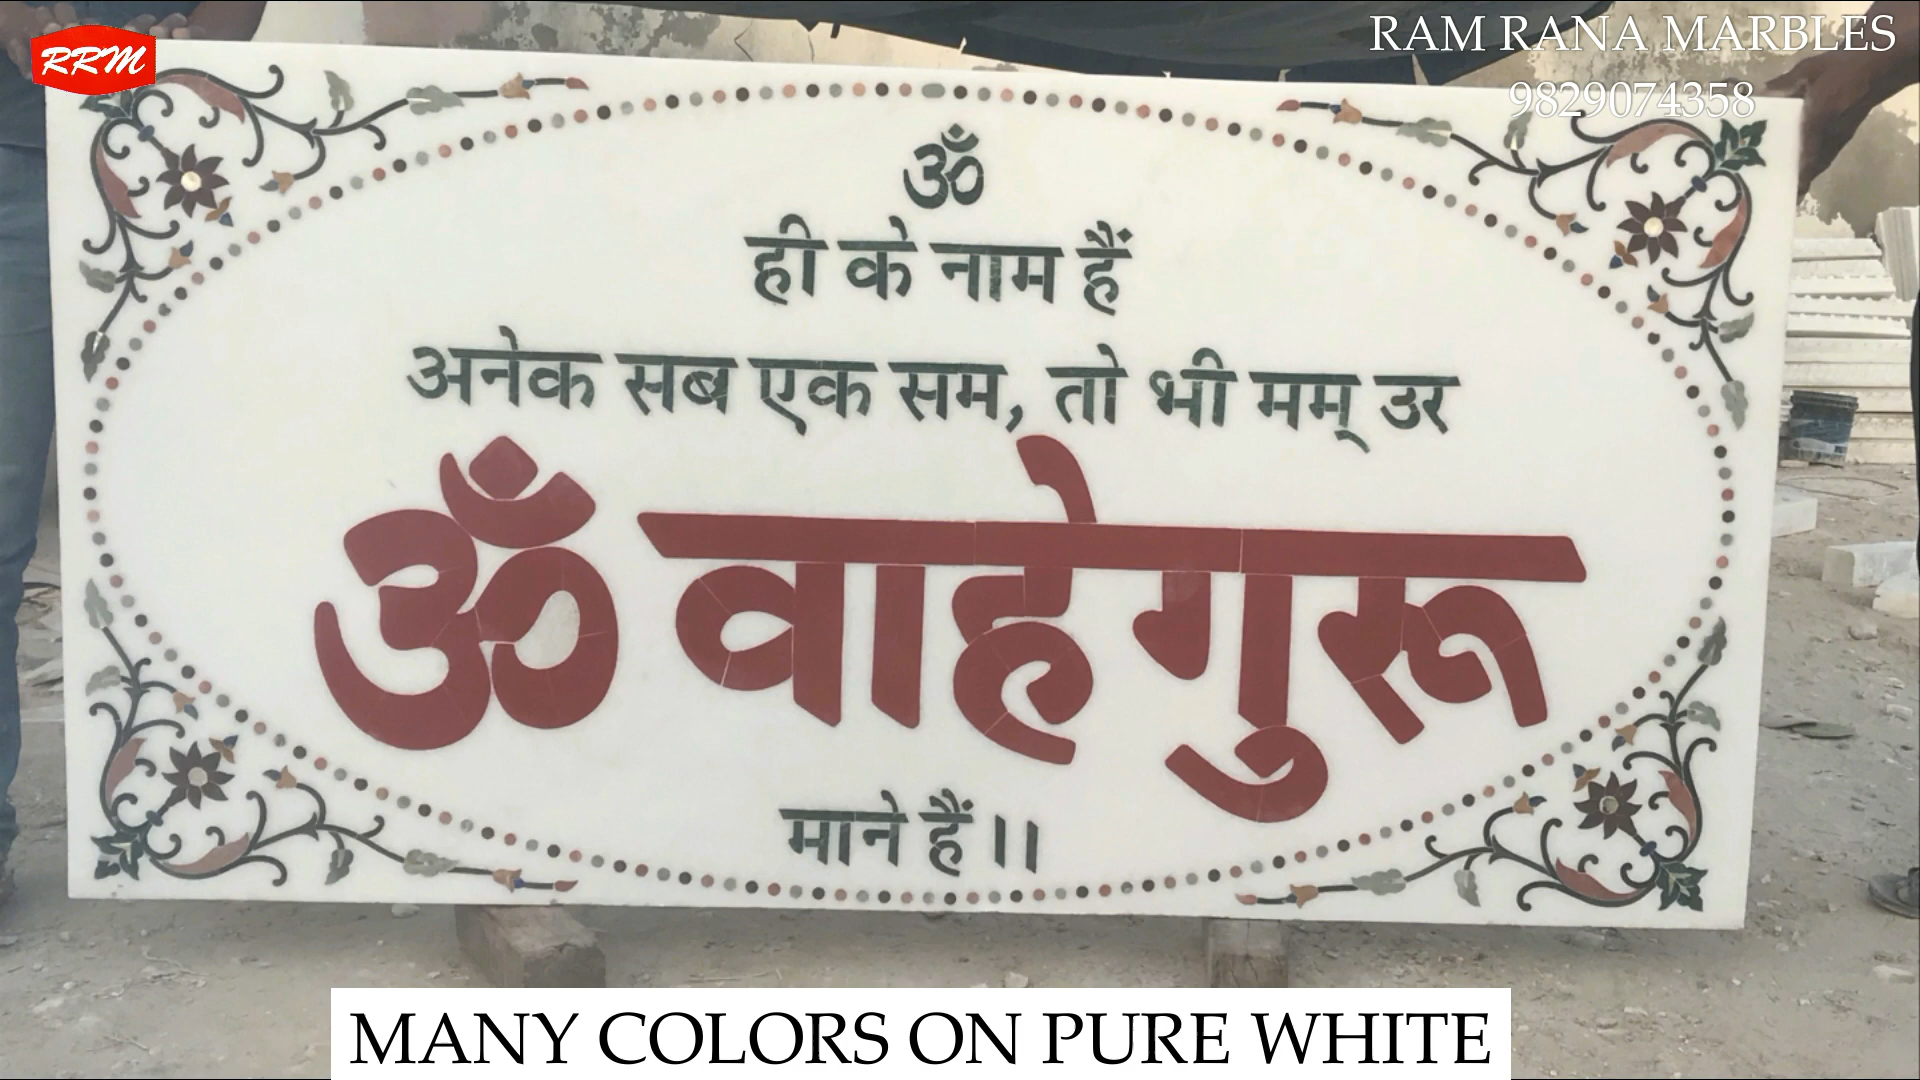 RRM
RAM RANA MARBLES
9829074358
ॐ
ही के नाम हैं
अनेक सब एक सम, तो भी मम् उर
ॐ वाहेगुरू
माने हैं ।।
MANY COLORS ON PURE WHITE